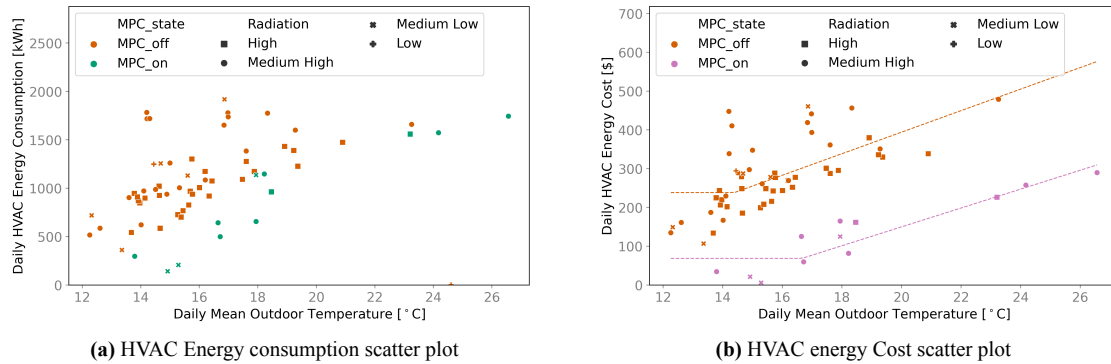 MPC_state Radiation Medium Low
MPC_off High Low
MPC_on Medium High
Daily HVAC Energy Consumption [kWh]
2500
2000
1500
1000
500
0
12 14 16 18 20 22 24 26
Daily Mean Outdoor Temperature [°C]
(a) HVAC Energy consumption scatter plot
MPC_state Radiation Medium Low
MPC_off High Low
MPC_on Medium High
Daily HVAC Energy Cost [$]
700
600
500
400
300
200
100
0
12 14 16 18 20 22 24 26
Daily Mean Outdoor Temperature [°C]
(b) HVAC energy Cost scatter plot